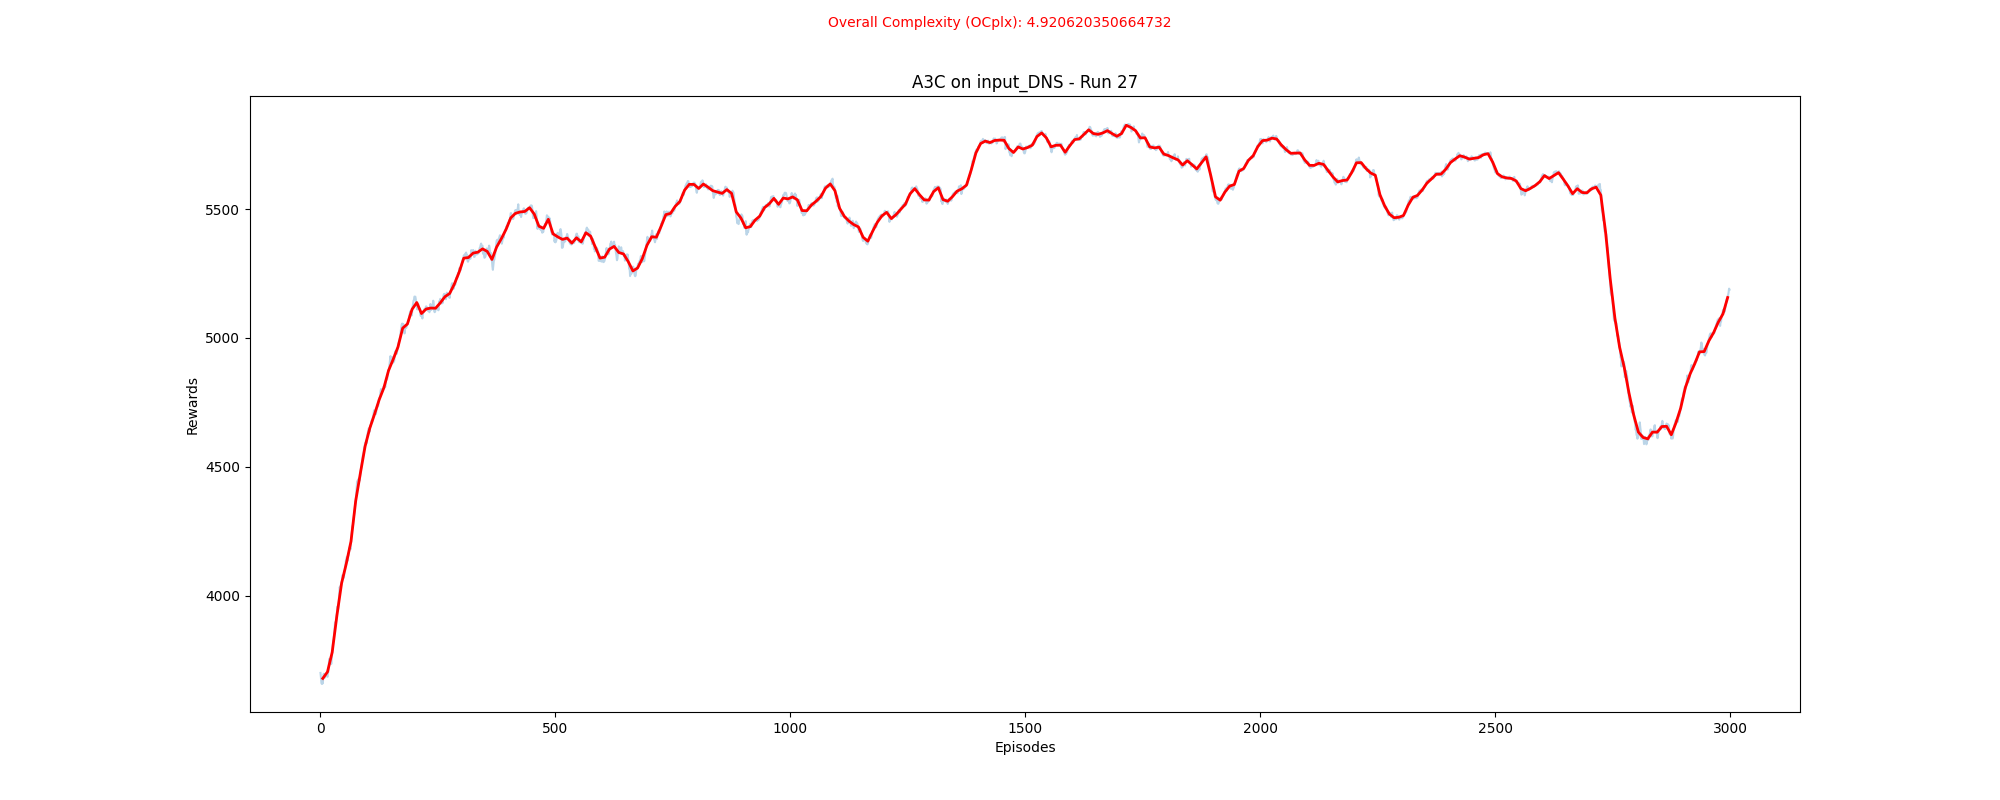 Overall Complexity (OCplx): 4.920620350664732
A3C on input_DNS - Run 27
5500
5000
4500
4000
Rewards
0 500 1000 1500 2000 2500 3000
Episodes